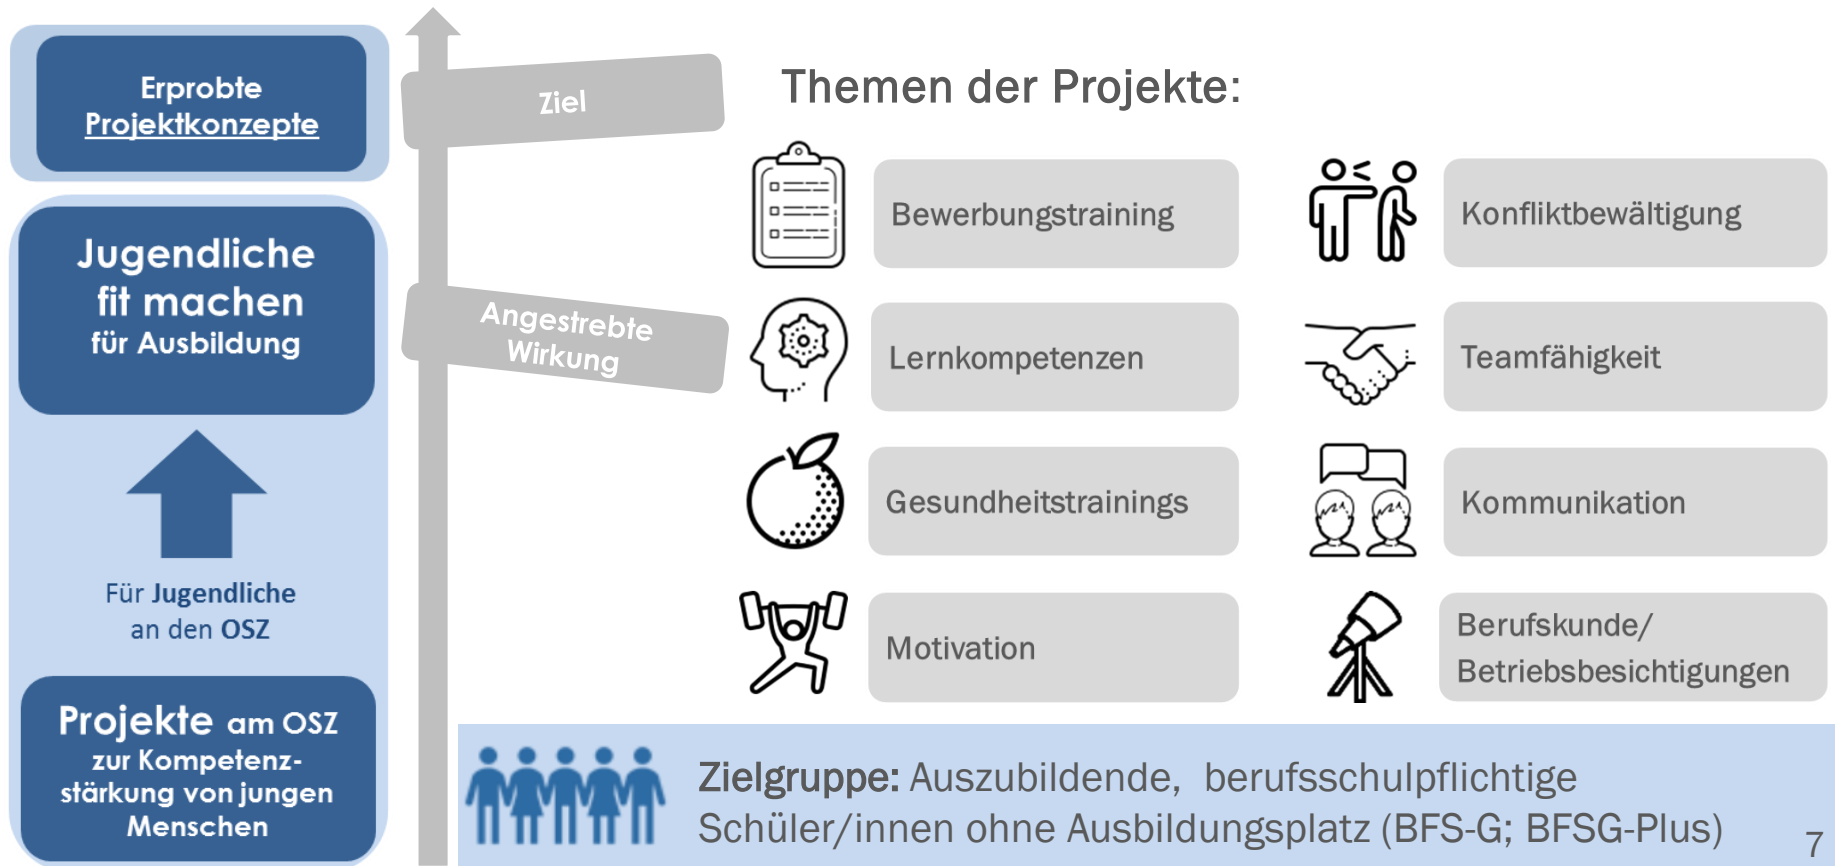 Erprobte
Projektkonzepte
Jugendliche
fit machen
für Ausbildung
Für Jugendliche
an den OSZ
Projekte am OSZ
zur Kompetenz-
stärkung von jungen
Menschen
Ziel
Angestrebte
Wirkung
Themen der Projekte:
Bewerbungstraining
Konfliktbewältigung
Lernkompetenzen
Teamfähigkeit
Gesundheitstrainings
Kommunikation
Motivation
Berufskunde/
Betriebsbesichtigungen
Zielgruppe: Auszubildende, berufsschulpflichtige
Schüler/innen ohne Ausbildungsplatz (BFS-G; BFSG-Plus)
7